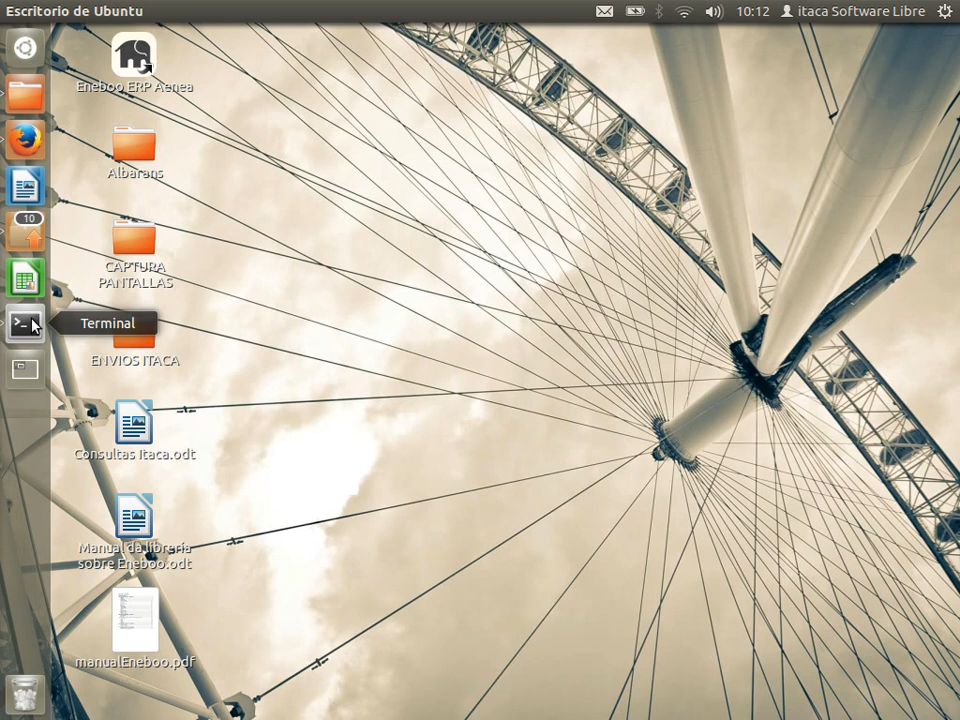 Escritorio de Ubuntu
10:12
itaca Software Libre
Eneboo ERP Aenea
Albarans
10
CAPTURA
PANTALLAS
Terminal
ENVIOS ITACA
Consultas Itaca.odt
Manual da libreria
sobre Eneboo.odt
manualEneboo.pdf